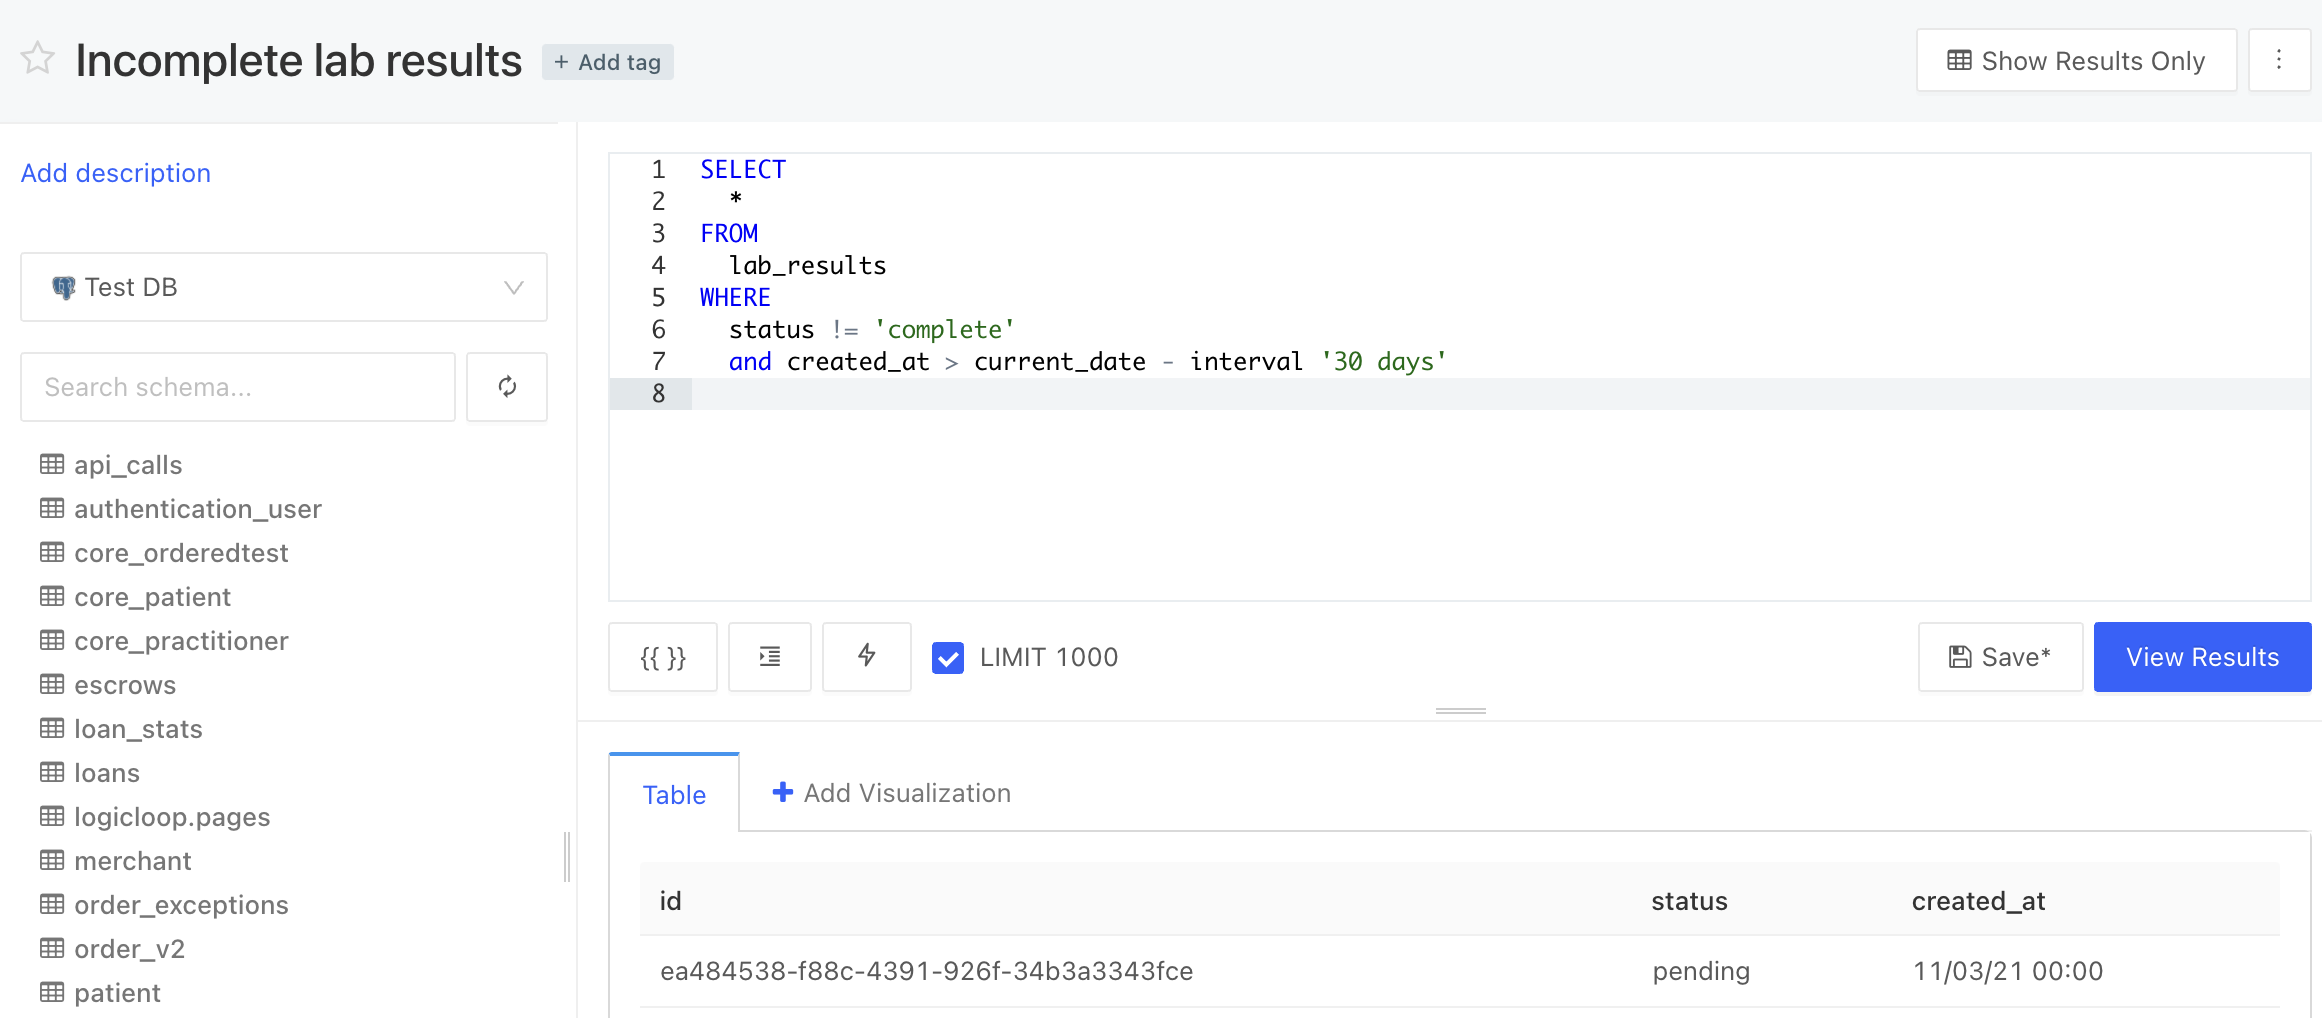 Incomplete lab results
+ Add tag
Show Results Only
Add description
Test DB
Search schema...
api_calls
authentication_user
core_orderedtest
core_patient
core_practitioner
escrows
loan_stats
loans
logicloop.pages
merchant
order_exceptions
order_v2
patient
1 SELECT
2 *
3 FROM
4 lab_results
5 WHERE
6 status != 'complete'
7 and created_at > current_date - interval '30 days'
8
{{ }}
LIMIT 1000
Save*
View Results
Table
+ Add Visualization
id status created_at
ea484538-f88c-4391-926f-34b3a3343fce pending 11/03/21 00:00